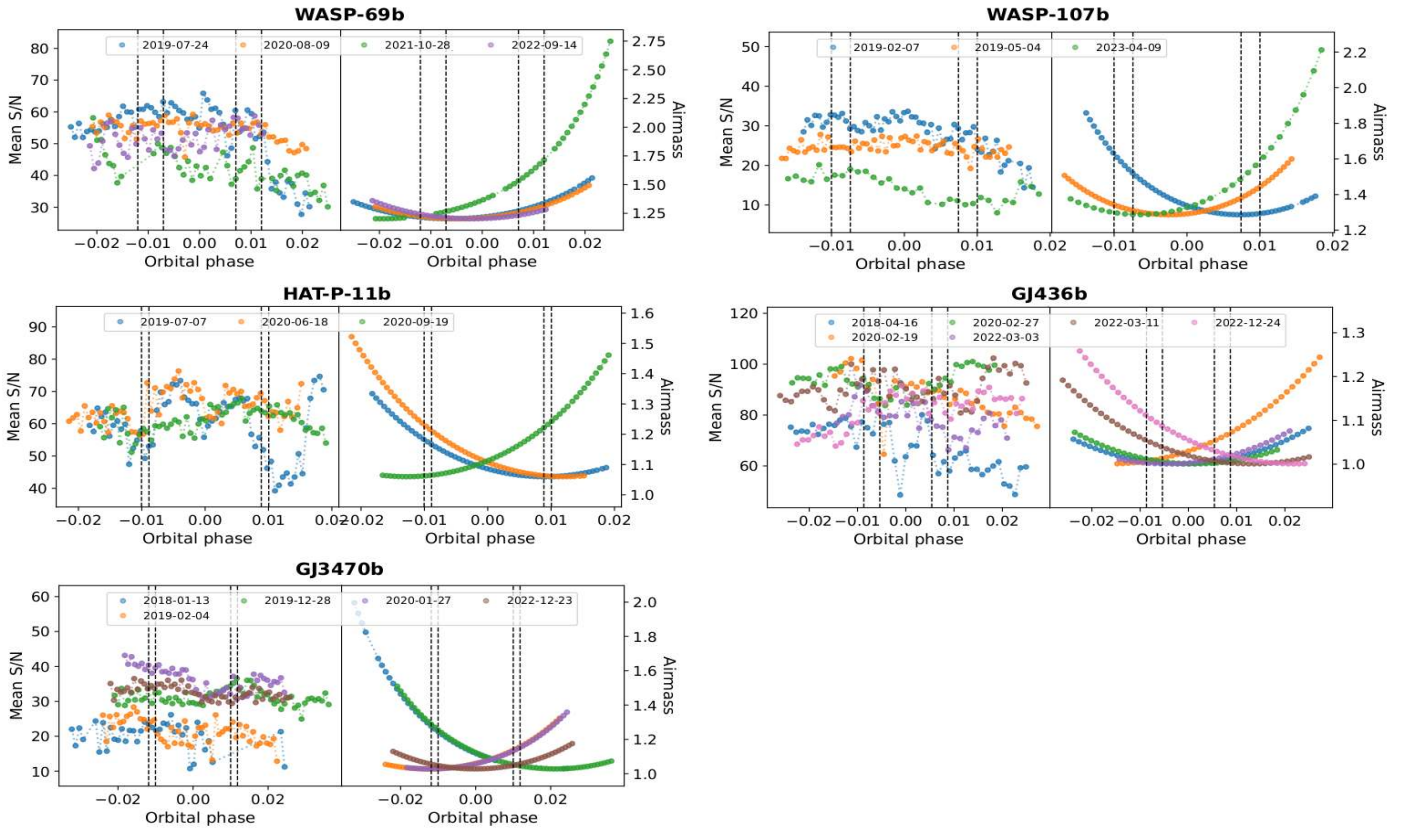 WASP-69b
2019-07-24 2020-08-09 2021-10-28 2022-09-14
80
70
60
50
40
30
Mean S/N
2.75
2.50
2.25
2.00
1.75
1.50
1.25
Airmass
−0.02 −0.01 0.00 0.01 0.02 −0.02 −0.01 0.00 0.01 0.02
Orbital phase Orbital phase
WASP-107b
2019-02-07 2019-05-04 2023-04-09
50
40
30
20
10
Mean S/N
2.2
2.0
1.8
1.6
1.4
1.2
Airmass
−0.01 0.00 0.01 0.02 −0.01 0.00 0.01 0.02
Orbital phase Orbital phase
HAT-P-11b
2019-07-07 2020-06-18 2020-09-19
90
80
70
60
50
40
Mean S/N
1.6
1.5
1.4
1.3
1.2
1.1
1.0
Airmass
−0.02 −0.01 0.00 0.01 0.02 −0.02 −0.01 0.00 0.01 0.02
Orbital phase Orbital phase
GJ436b
2018-04-16 2020-02-27 2022-03-11 2022-12-24
2020-02-19 2022-03-03
120
100
80
60
Mean S/N
1.3
1.2
1.1
1.0
Airmass
−0.02 −0.01 0.00 0.01 0.02 −0.02 −0.01 0.00 0.01 0.02
Orbital phase Orbital phase
GJ3470b
2018-01-13 2019-12-28 2020-01-27 2022-12-23
2019-02-04
60
50
40
30
20
10
Mean S/N
2.0
1.8
1.6
1.4
1.2
1.0
Airmass
−0.02 0.00 0.02 −0.02 0.00 0.02
Orbital phase Orbital phase